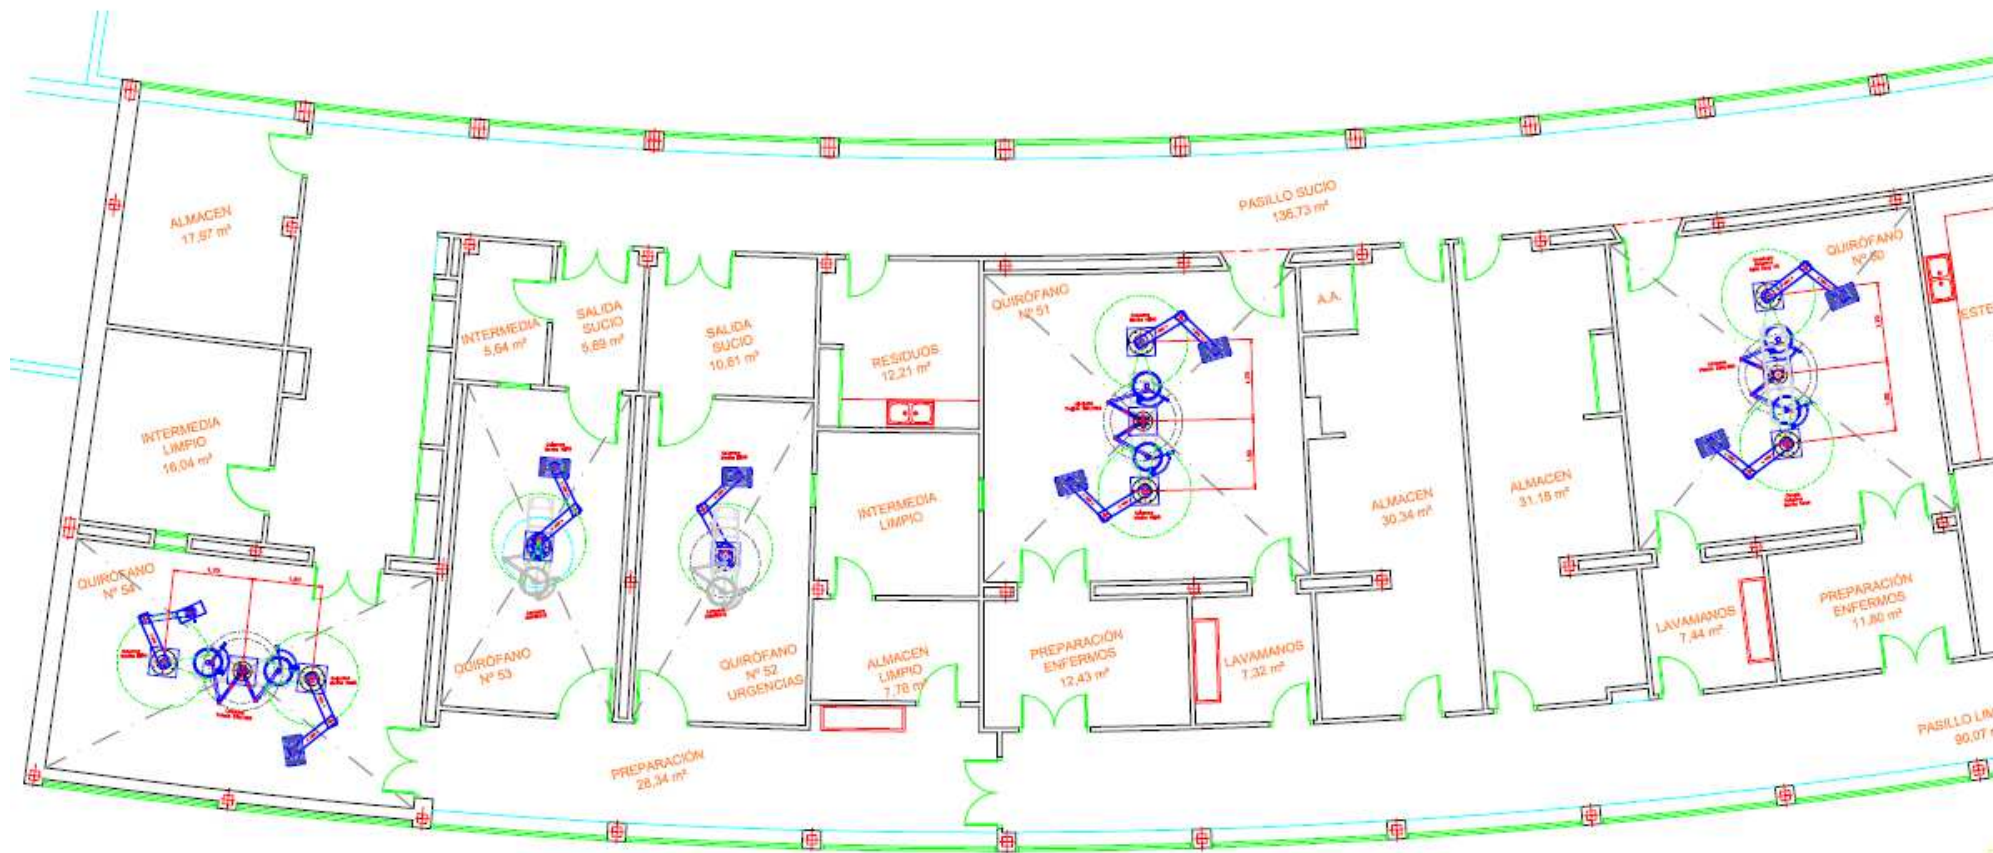 PASILLO SUCIO
136,73 m²
ALMACEN
17,97 m²
INTERMEDIA
LIMPIO
16,04 m²
QUIRÓFANO
Nº 54
INTERMEDIA
5,64 m²
SALIDA
SUCIO
5,69 m²
SALIDA
SUCIO
10,61 m²
RESIDUOS
12,21 m²
INTERMEDIA
LIMPIO
QUIRÓFANO
Nº 53
QUIRÓFANO
Nº 52
URGENCIAS
ALMACEN
LIMPIO
7,78 m²
PREPARACIÓN
28,34 m²
QUIRÓFANO
Nº 51
A.A.
PREPARACIÓN
ENFERMOS
12,43 m²
LAVAMANOS
7,32 m²
ALMACEN
30,34 m²
ALMACEN
31,18 m²
QUIRÓFANO
Nº 50
ESTE
LAVAMANOS
7,44 m²
PREPARACIÓN
ENFERMOS
11,80 m²
PASILLO LIM
90,07